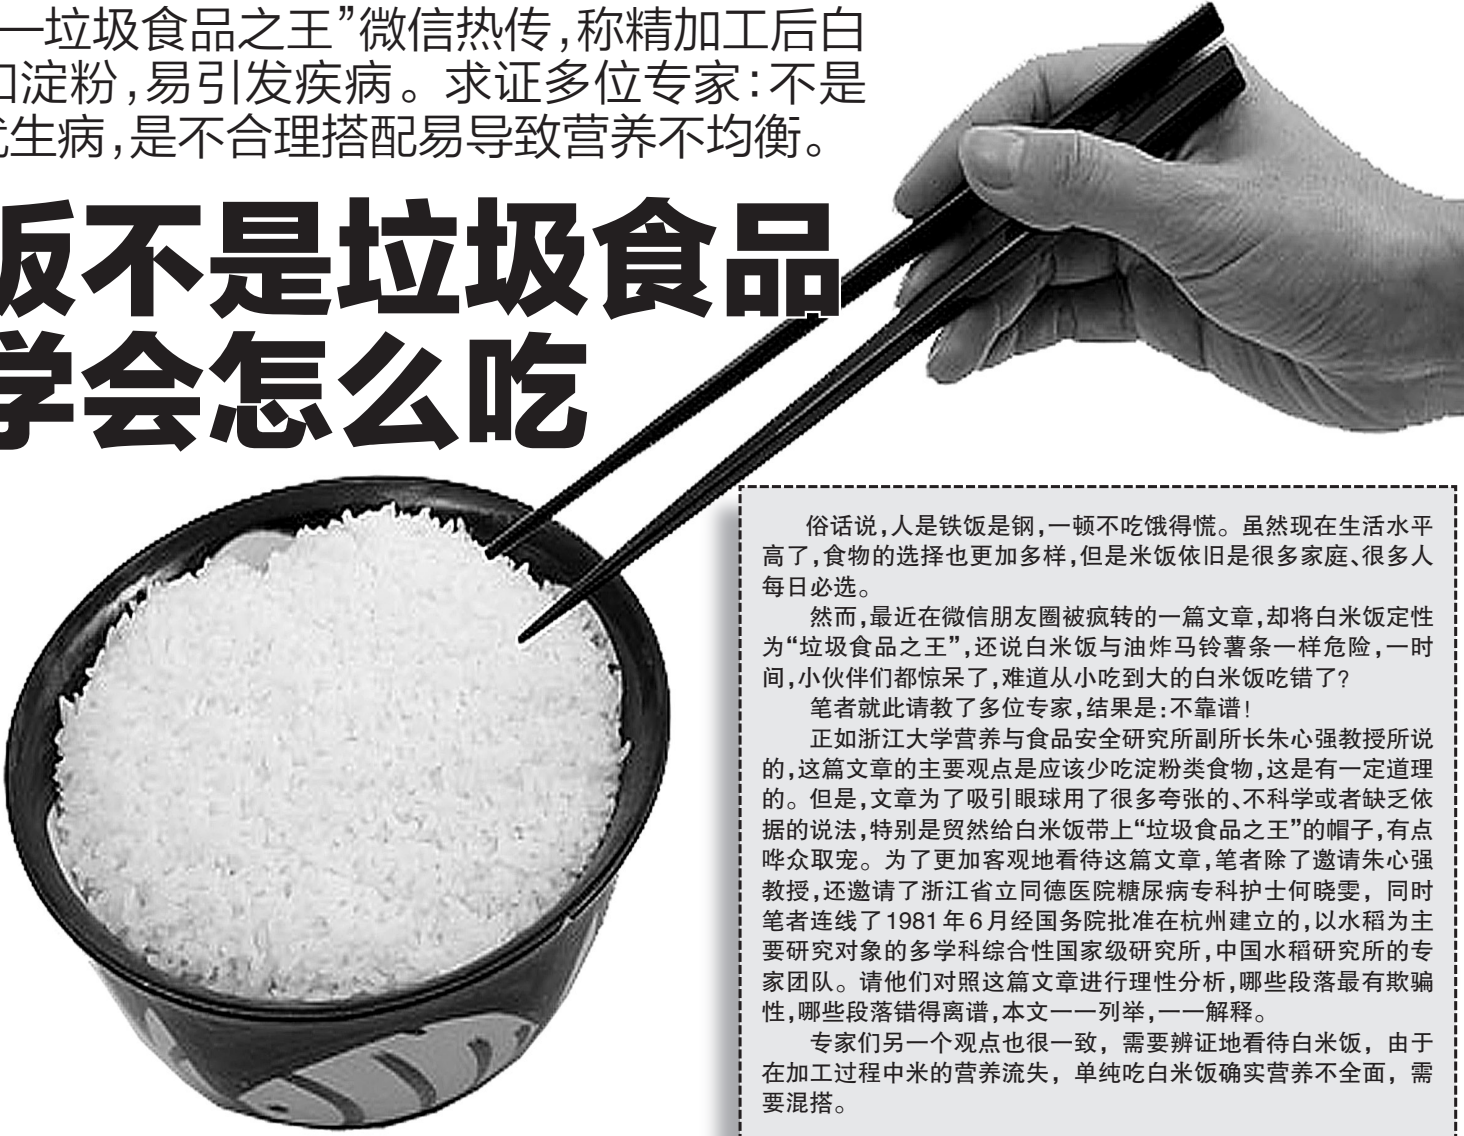 —垃圾食品之王”微信热传,称精加工后白
淀粉,易引发疾病。求证多位专家:不是
生病,是不合理搭配易导致营养不均衡。
饭不是垃圾食品
学会怎么吃
俗话说,人是铁饭是钢,一顿不吃饿得慌。虽然现在生活水平
高了,食物的选择也更加多样,但是米饭依旧是很多家庭、很多人
每日必选。
然而,最近在微信朋友圈被疯转的一篇文章,却将白米饭定性
为“垃圾食品之王”,还说白米饭与油炸马铃薯条一样危险,一时
间,小伙伴们都惊呆了,难道从小吃到大的白米饭吃错了?
笔者就此请教了多位专家,结果是:不靠谱!
正如浙江大学营养与食品安全研究所副所长朱心强教授所说
的,这篇文章的主要观点是应该少吃淀粉类食物,这是有一定道理
的。但是,文章为了吸引眼球用了很多夸张的、不科学或者缺乏依
据的说法,特别是贸然给白米饭带上“垃圾食品之王”的帽子,有点
哗众取宠。为了更加客观地看待这篇文章,笔者除了邀请朱心强
教授,还邀请了浙江省立同德医院糖尿病专科护士何晓雯,同时
笔者连线了1981年6月经国务院批准在杭州建立的,以水稻为主
要研究对象的多学科综合性国家级研究所,中国水稻研究所的专
家团队。请他们对照这篇文章进行理性分析,哪些段落最有欺骗
性,哪些段落错得离谱,本文一一列举,一一解释。
专家们另一个观点也很一致,需要辨证地看待白米饭,由于
在加工过程中米的营养流失,单纯吃白米饭确实营养不全面,需
要混搭。